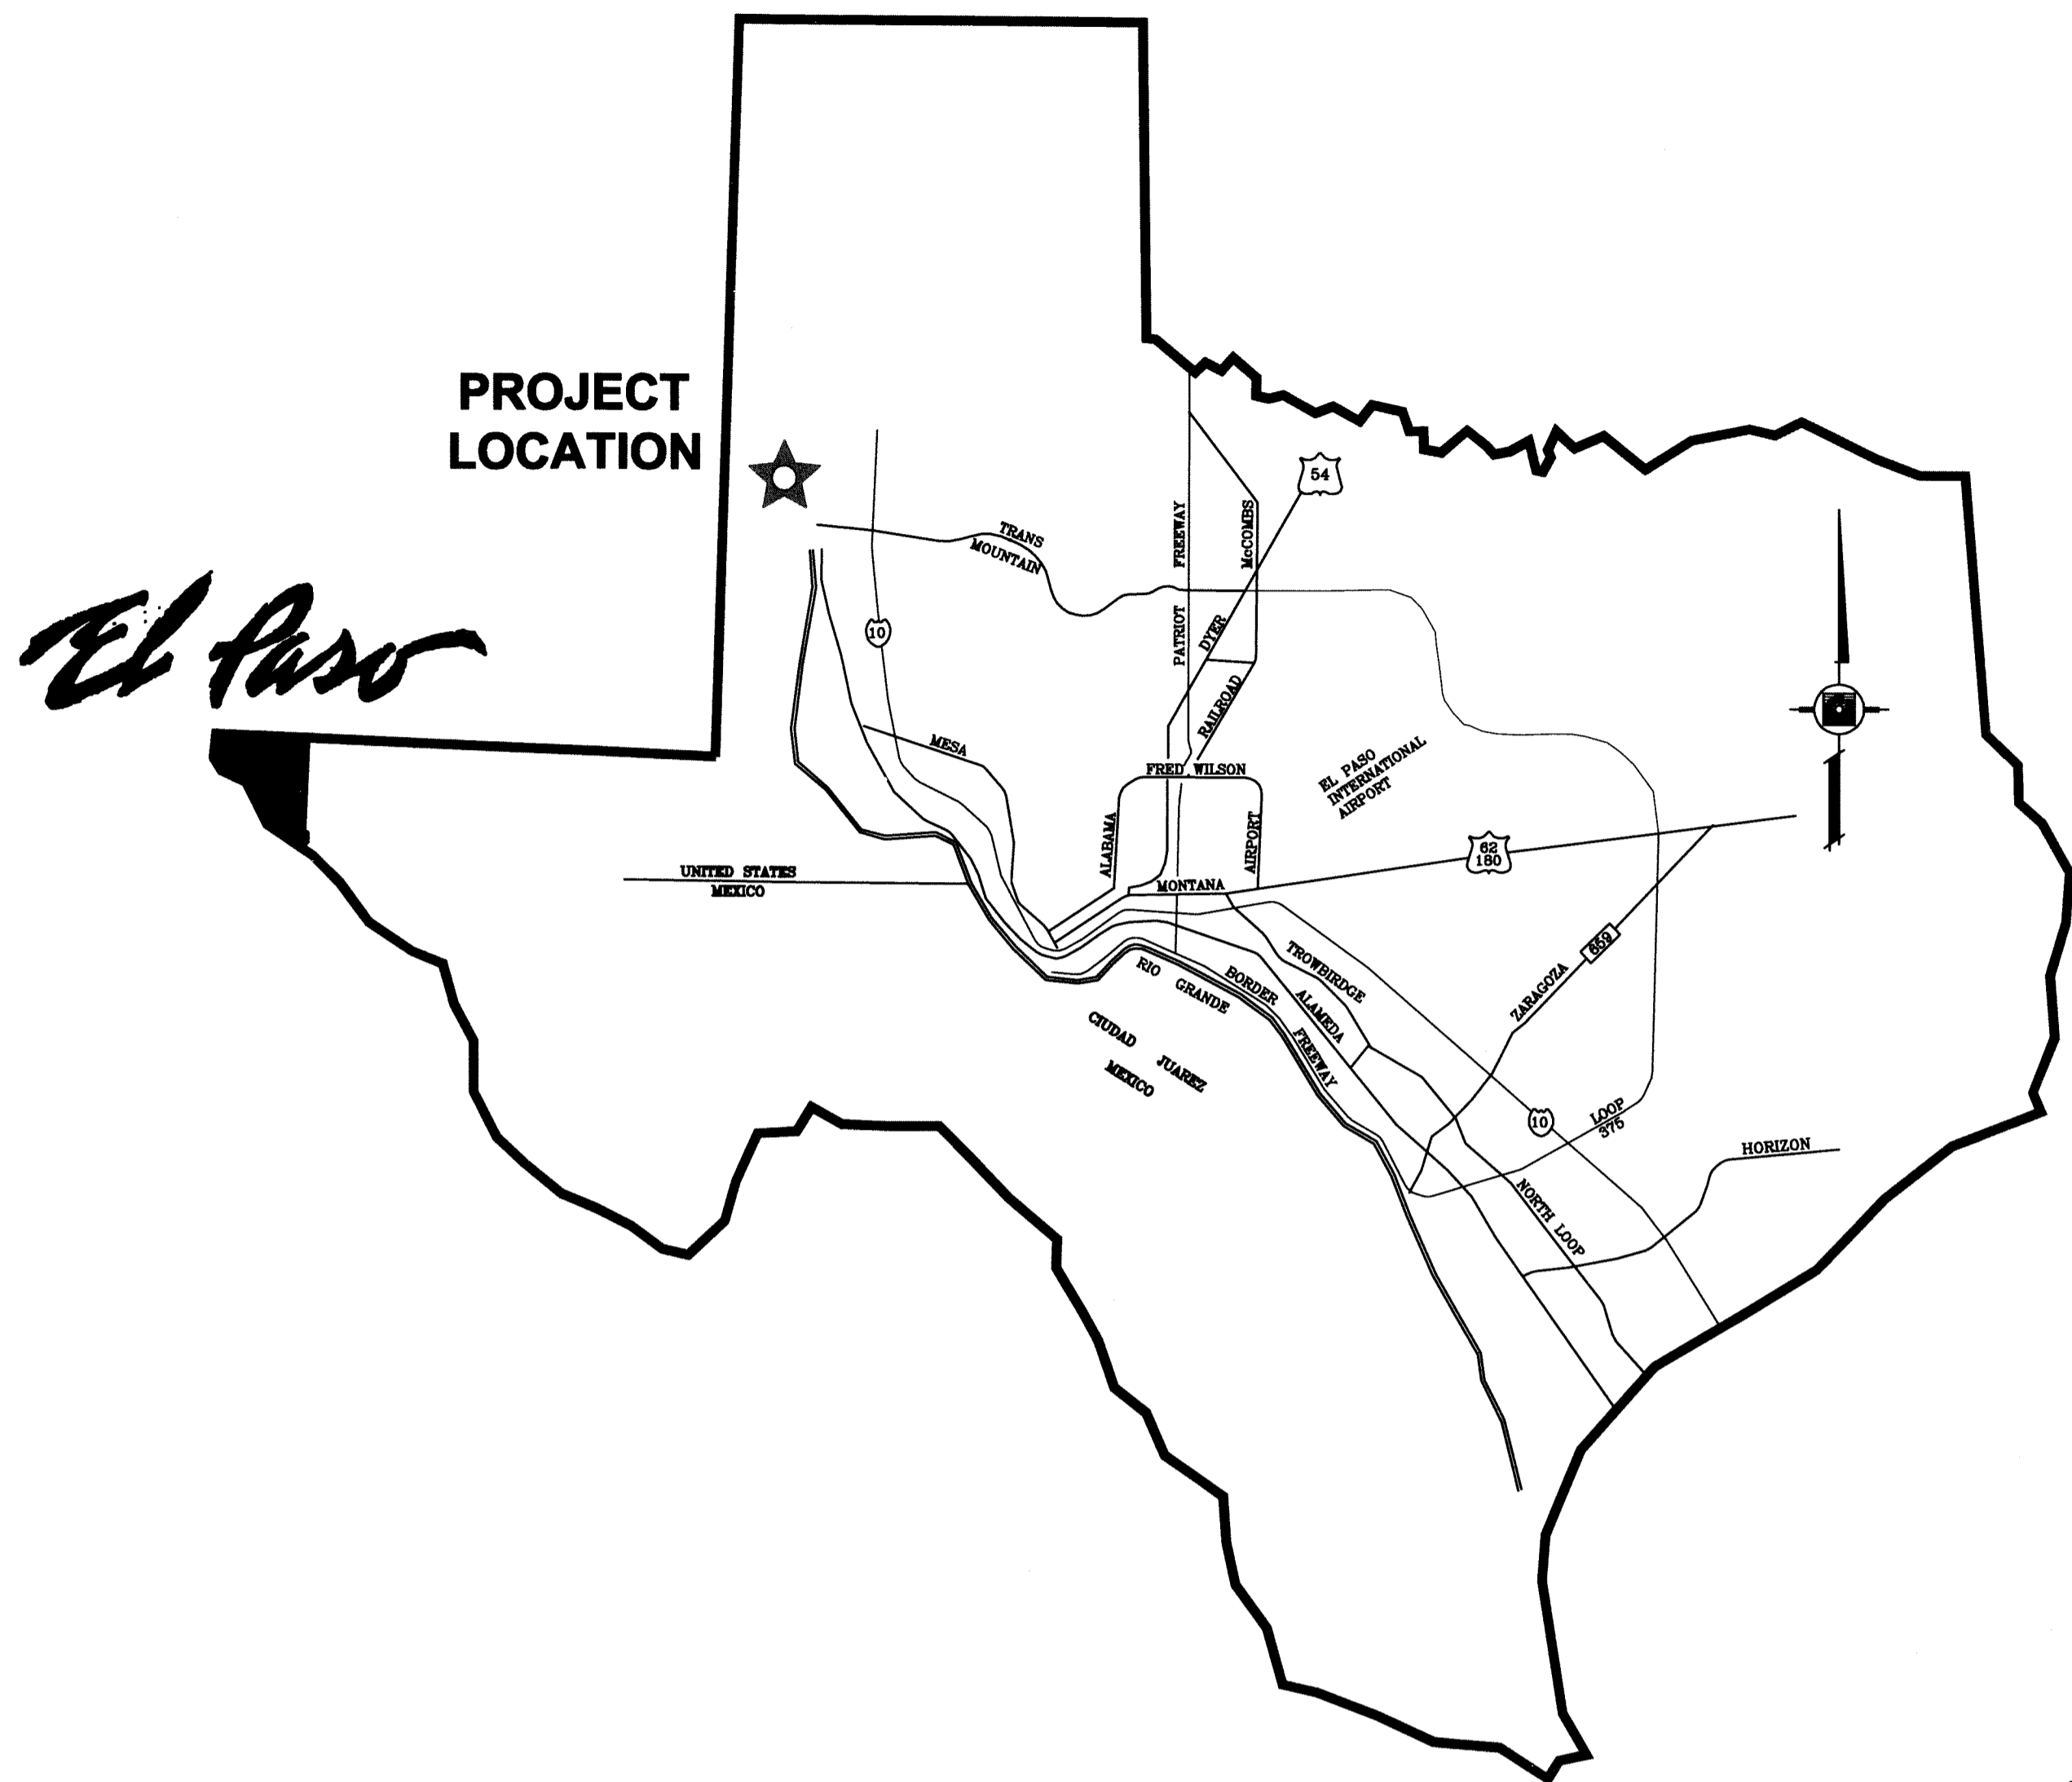 PROJECT
LOCATION
El Paso
54
TRANS
MOUNTAIN
FREEWAY
McCOMBS
PATRIOT
DYER
10
RAILROAD
MESA
FRED WILSON
EL PASO
INTERNATIONAL
AIRPORT
ALABAMA
AIRPORT
62
180
UNITED STATES
MEXICO
MONTANA
659
TROWBIRDGE
ZARAGOZA
RIO GRANDE
BORDER
FREEWAY
ALAMEDA
CIUDAD JUAREZ
MEXICO
10
LOOP
375
HORIZON
NORTH LOOP